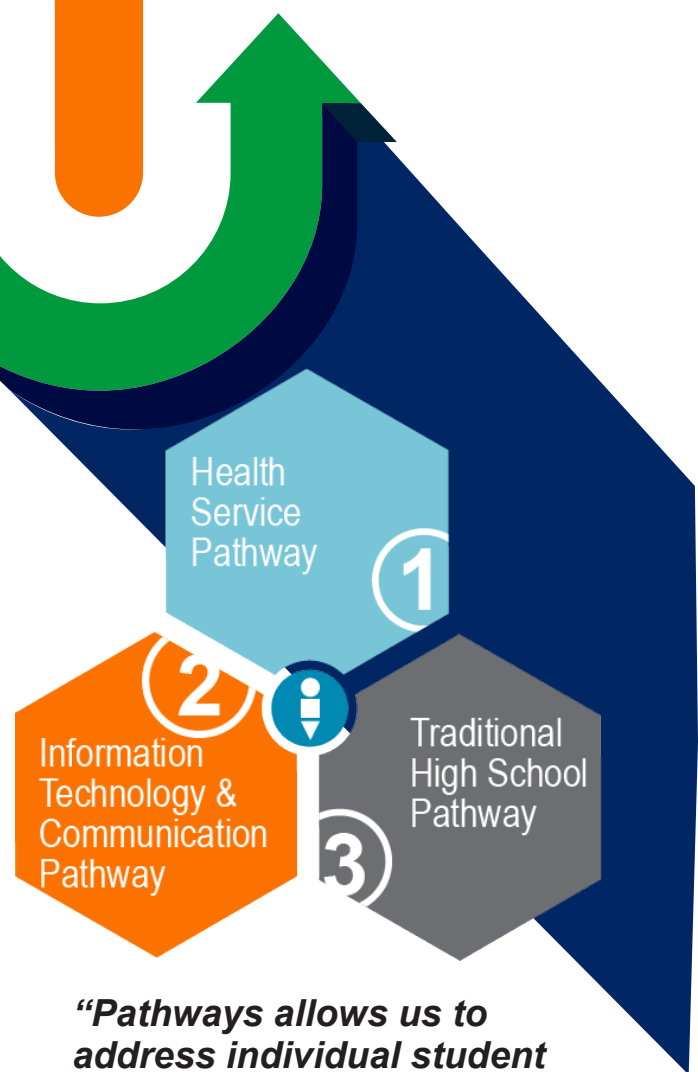 Health
Service
Pathway
1
2
Information
Technology &
Communication
Pathway
Traditional
High School
Pathway
3
“Pathways allows us to
address individual student